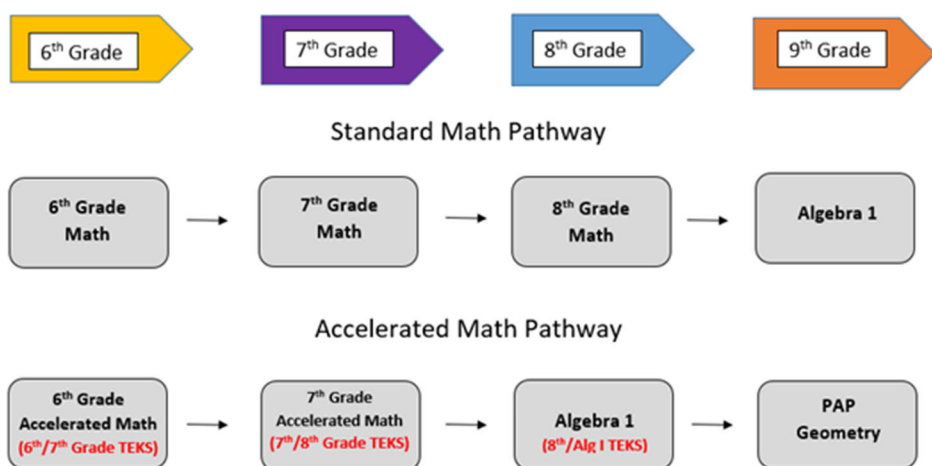 6th Grade
7th Grade
8th Grade
9th Grade
Standard Math Pathway
6th Grade
Math
7th Grade
Math
8th Grade
Math
Algebra 1
Accelerated Math Pathway
6th Grade
Accelerated Math
(6th/7th Grade TEKS)
7th Grade
Accelerated Math
(7th/8th Grade TEKS)
Algebra 1
(8th/Alg I TEKS)
PAP
Geometry